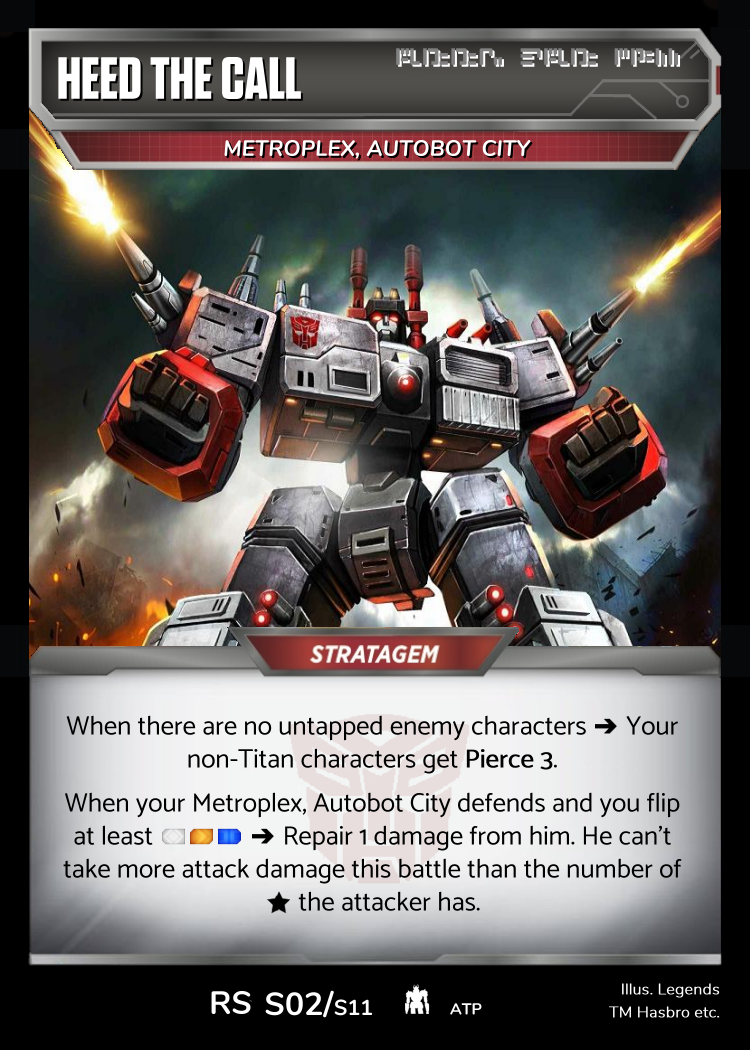 HEED THE CALL
METROPLEX, AUTOBOT CITY
STRATAGEM
When there are no untapped enemy characters ➔ Your
non-Titan characters get Pierce 3.
When your Metroplex, Autobot City defends and you flip
at least ➔ Repair 1 damage from him. He can't
take more attack damage this battle than the number of
★ the attacker has.
RS S02/S11 ATP
Illus. Legends
TM Hasbro etc.